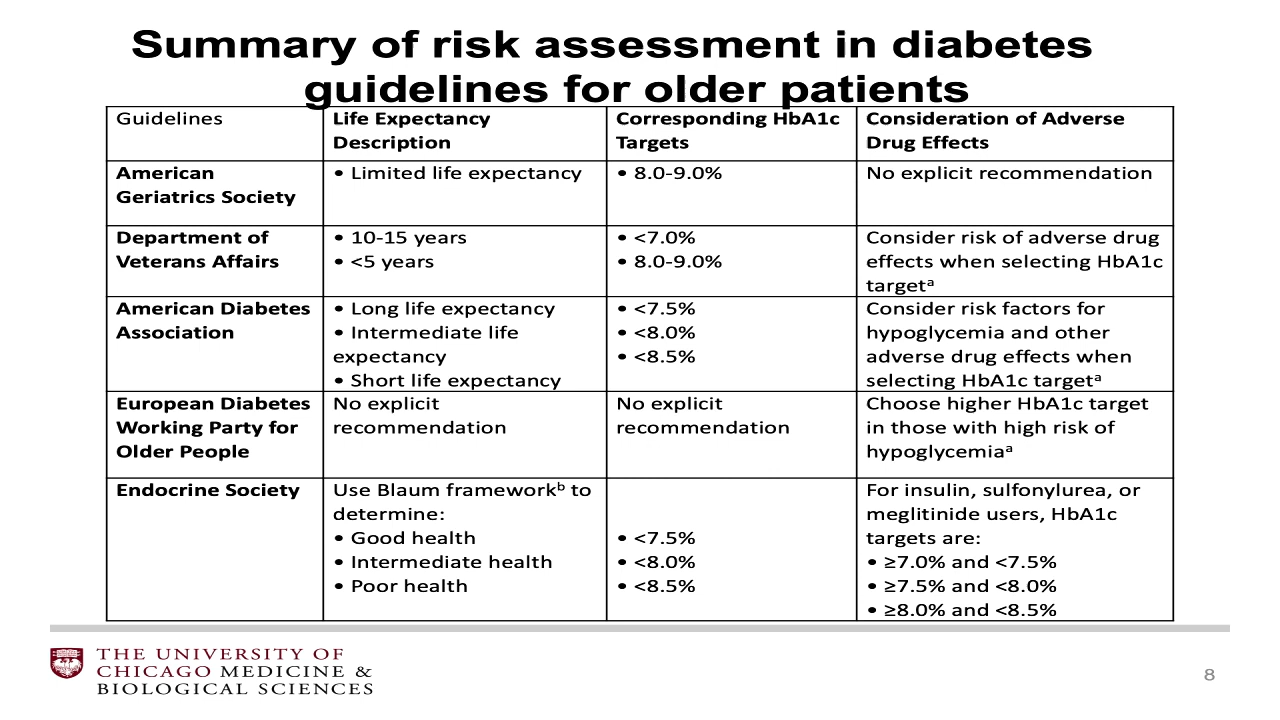 Summary of risk assessment in diabetes
guidelines for older patients
Guidelines
Life Expectancy
Description
Corresponding HbA1c
Targets
Consideration of Adverse
Drug Effects
American
Geriatrics Society
• Limited life expectancy
• 8.0-9.0%
No explicit recommendation
Department of
Veterans Affairs
• 10-15 years
• <5 years
• <7.0%
• 8.0-9.0%
Consider risk of adverse drug
effects when selecting HbA1c
targetᵃ
American Diabetes
Association
• Long life expectancy
• Intermediate life
expectancy
• Short life expectancy
• <7.5%
• <8.0%
• <8.5%
Consider risk factors for
hypoglycemia and other
adverse drug effects when
selecting HbA1c targetᵃ
European Diabetes
Working Party for
Older People
No explicit
recommendation
No explicit
recommendation
Choose higher HbA1c target
in those with high risk of
hypoglycemiaᵃ
Endocrine Society
Use Blaum frameworkᵇ to
determine:
• Good health
• Intermediate health
• Poor health
• <7.5%
• <8.0%
• <8.5%
For insulin, sulfonylurea, or
meglitinide users, HbA1c
targets are:
• ≥7.0% and <7.5%
• ≥7.5% and <8.0%
• ≥8.0% and <8.5%
THE UNIVERSITY OF
CHICAGO MEDICINE &
BIOLOGICAL SCIENCES
8